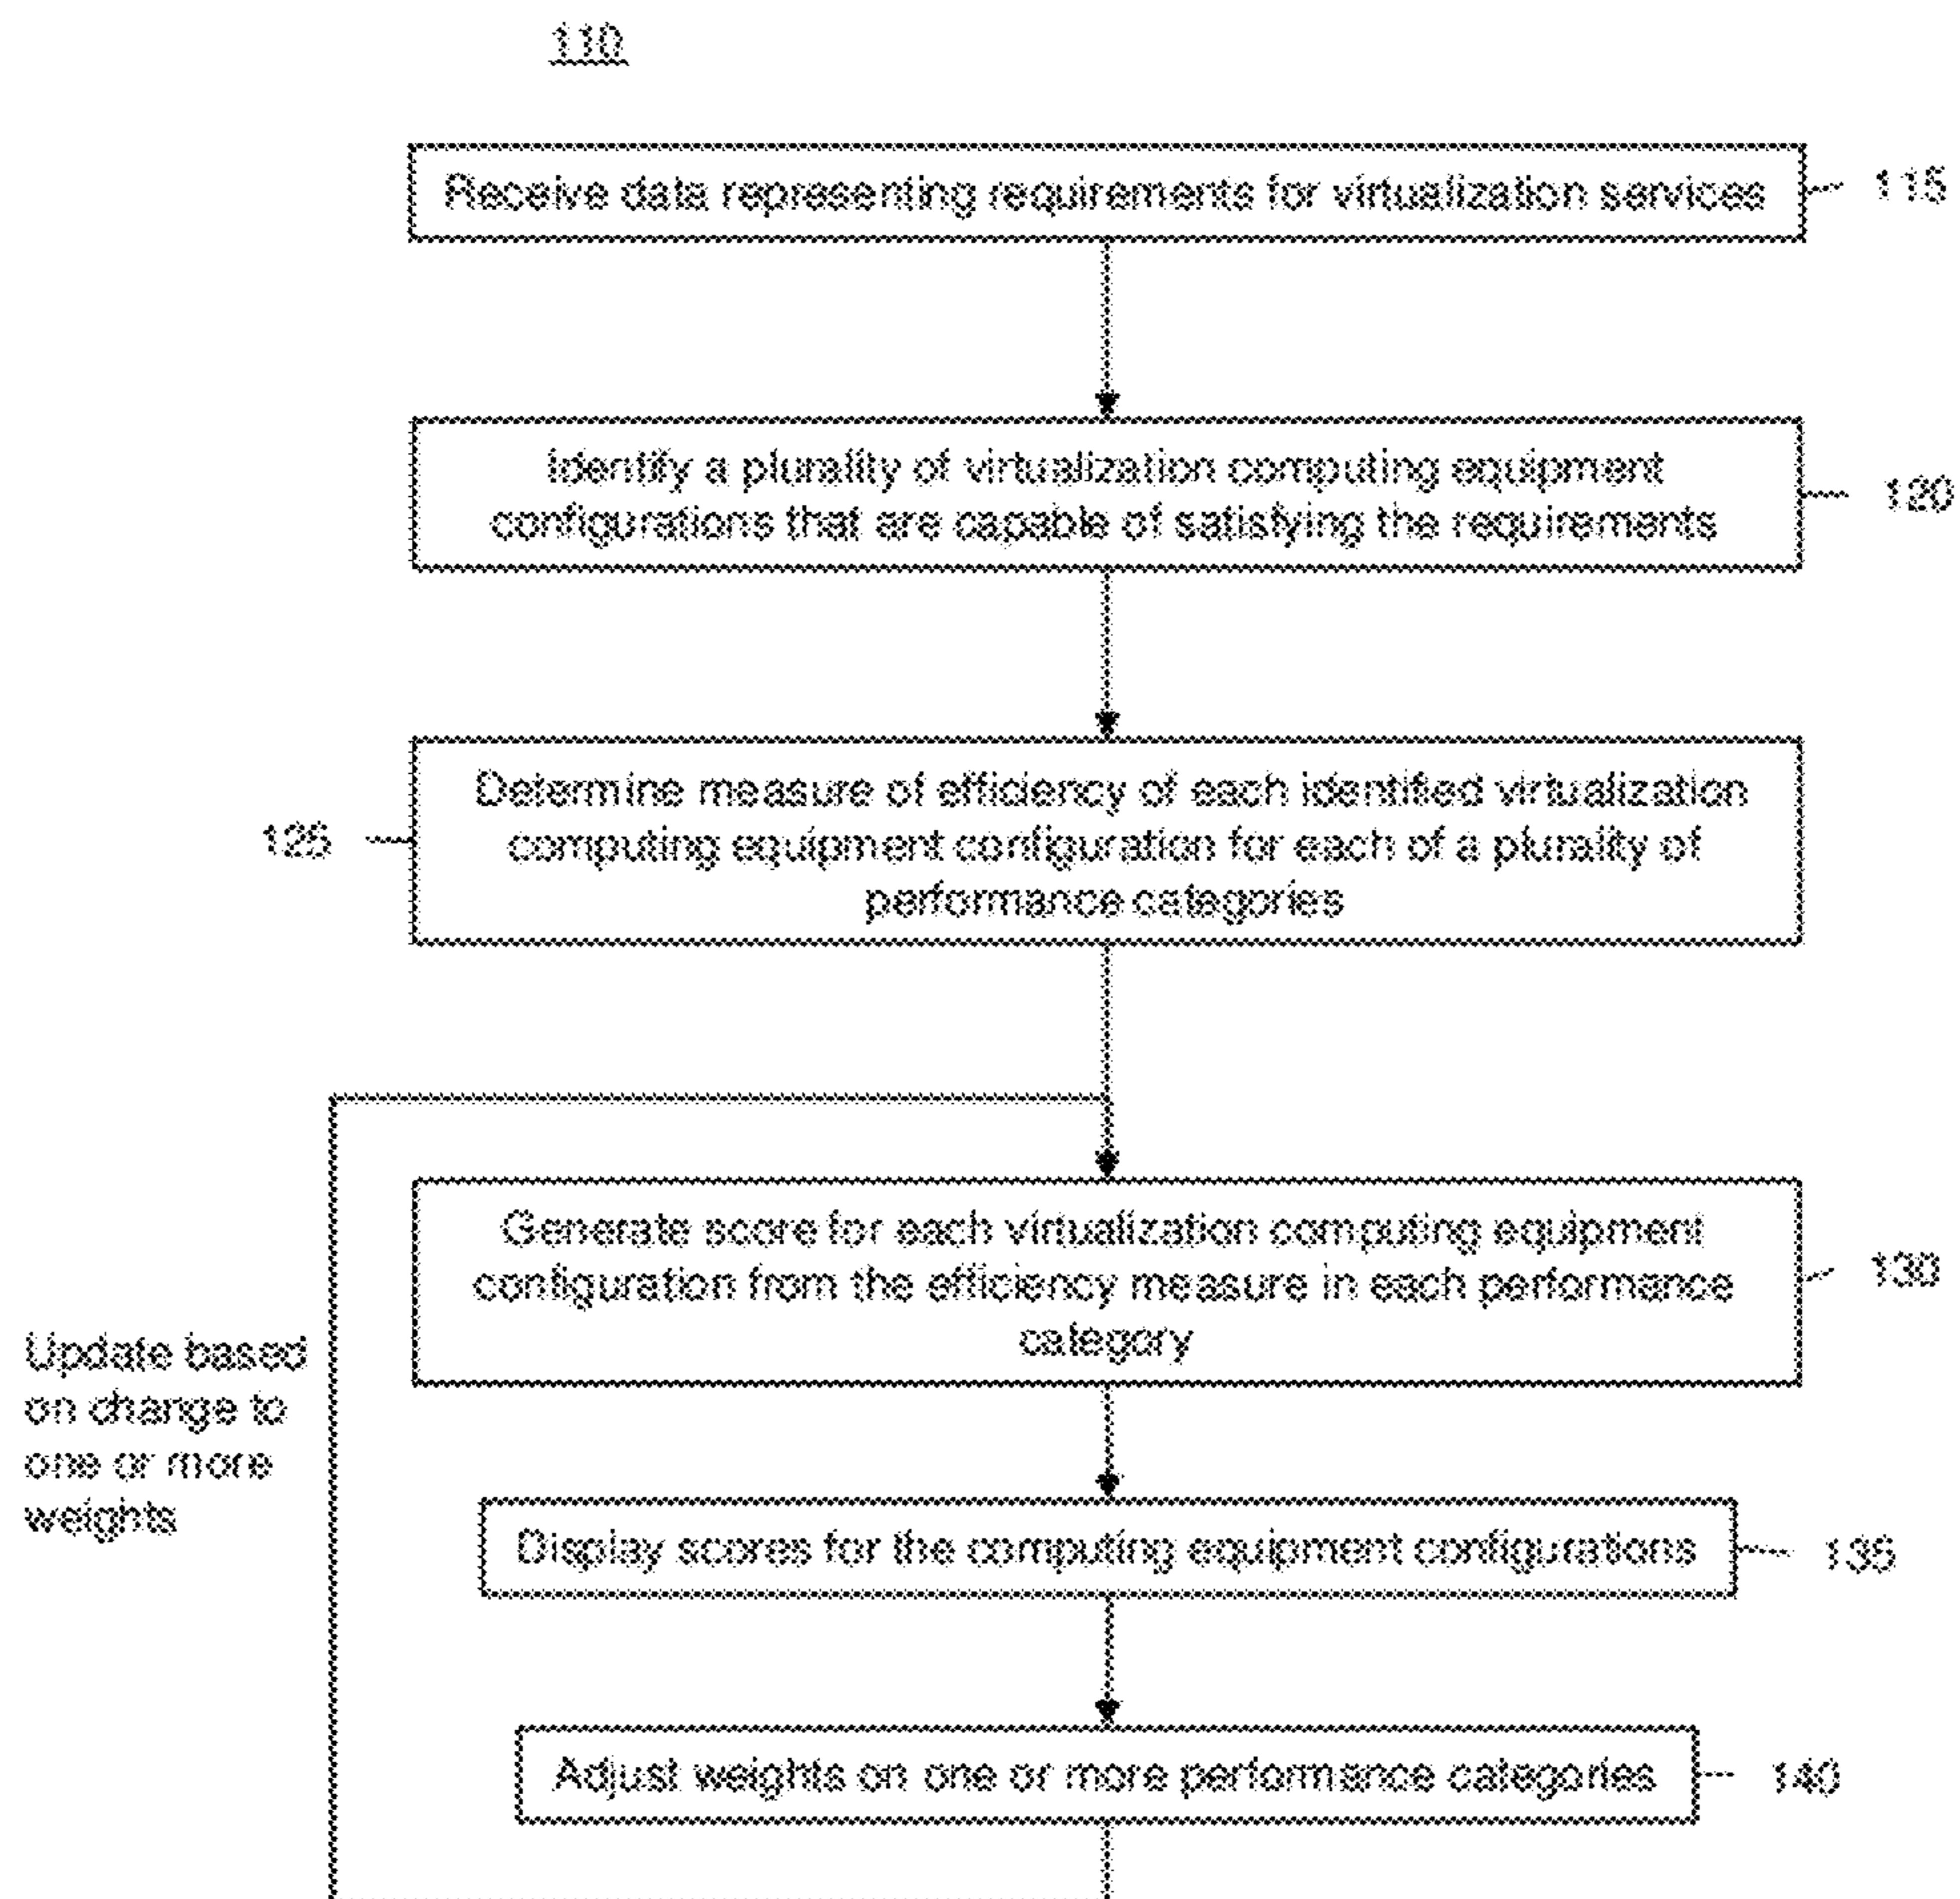 110
Receive data representing requirements for virtualization services
115
Identify a plurality of virtualization computing equipment
configurations that are capable of satisfying the requirements
120
Determine measure of efficiency of each identified virtualization
computing equipment configuration for each of a plurality of
performance categories
125
Generate score for each virtualization computing equipment
configuration from the efficiency measure in each performance
category
130
Update based
on change to
one or more
weights
Display scores for the computing equipment configurations
135
Adjust weights on one or more performance categories
140